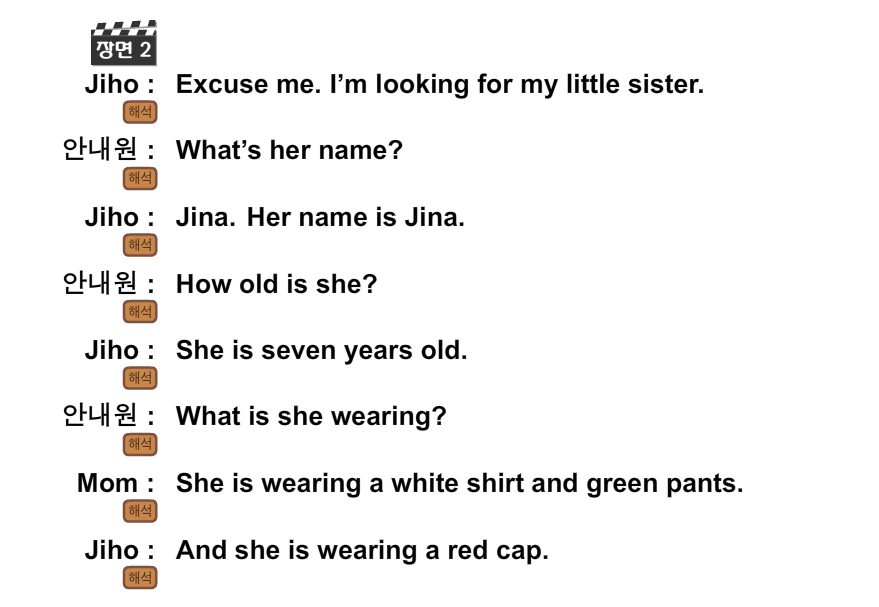 장면 2
Jiho : Excuse me. I'm looking for my little sister.
해석
안내원 : What's her name?
해석
Jiho : Jina. Her name is Jina.
해석
안내원 : How old is she?
해석
Jiho : She is seven years old.
해석
안내원 : What is she wearing?
해석
Mom : She is wearing a white shirt and green pants.
해석
Jiho : And she is wearing a red cap.
해석